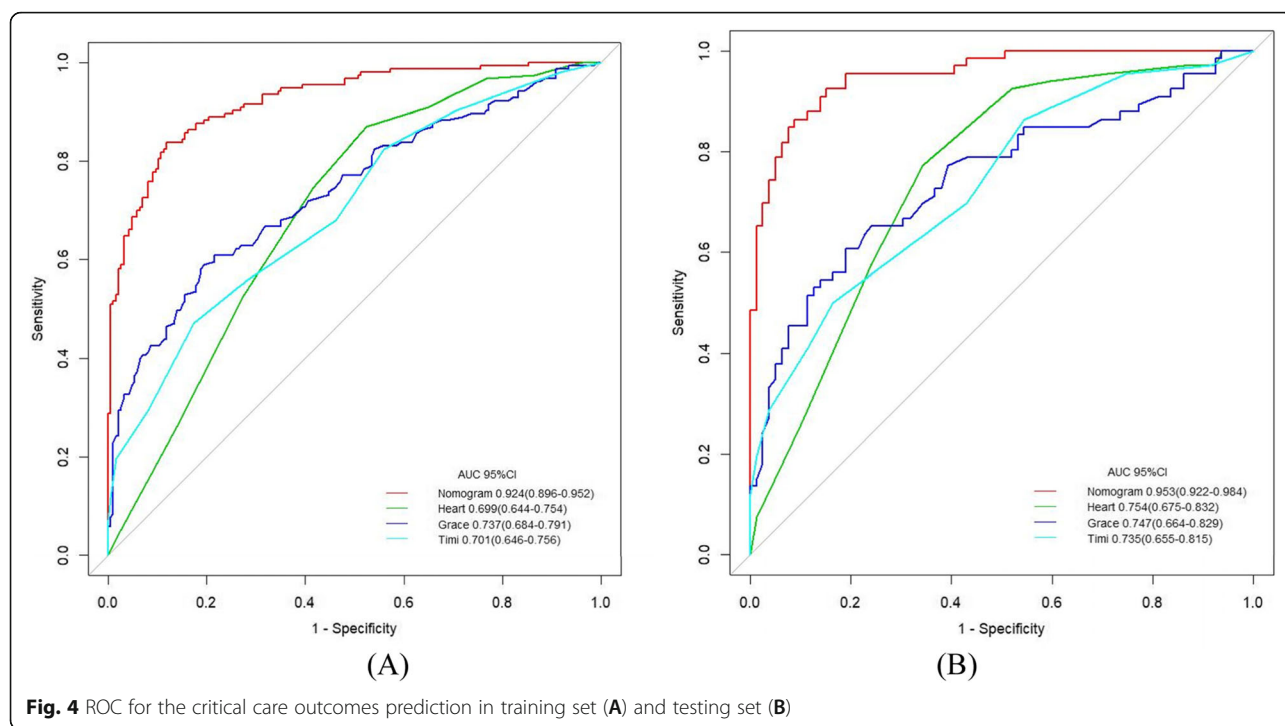 1.0
0.8
0.6
0.4
0.2
0.0
Sensitivity
AUC 95%CI
Nomogram 0.924(0.896-0.952)
Heart 0.699(0.644-0.754)
Grace 0.737(0.684-0.791)
Timi 0.701(0.646-0.756)
0.0 0.2 0.4 0.6 0.8 1.0
1 - Specificity
(A)
1.0
0.8
0.6
0.4
0.2
0.0
Sensitivity
AUC 95%CI
Nomogram 0.953(0.922-0.984)
Heart 0.754(0.675-0.832)
Grace 0.747(0.664-0.829)
Timi 0.735(0.655-0.815)
0.0 0.2 0.4 0.6 0.8 1.0
1 - Specificity
(B)
Fig. 4 ROC for the critical care outcomes prediction in training set (A) and testing set (B)